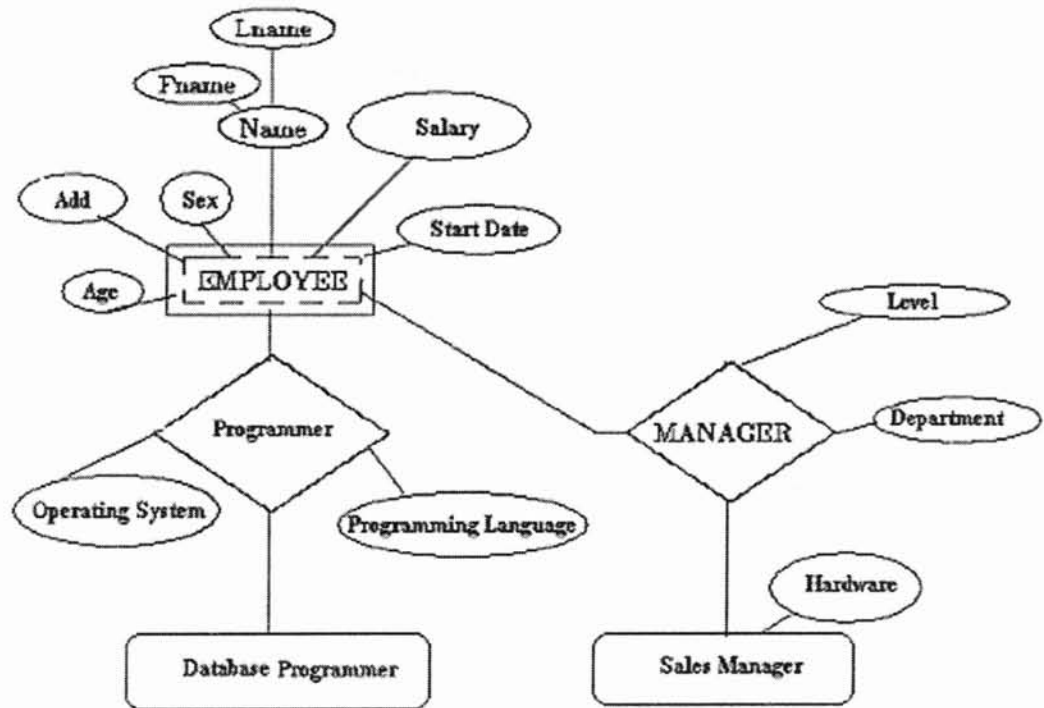 Lname
Fname
Name
Salary
Add
Sex
Start Date
EMPLOYEE
Age
Level
Programmer
MANAGER
Department
Operating System
Programming Language
Hardware
Database Programmer
Sales Manager